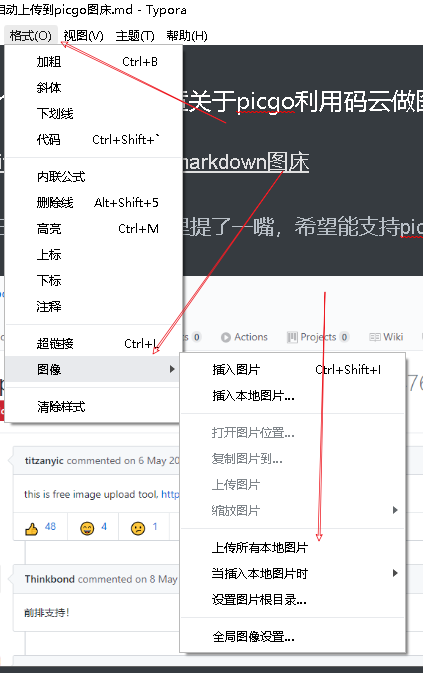 自动上传到picgo图床.md - Typora
格式(O) 视图(V) 主题(T) 帮助(H)
加粗 Ctrl+B
斜体
下划线
代码 Ctrl+Shift+`
关于picgo利用码云做图
内联公式
markdown图床
删除线 Alt+Shift+5
高亮 Ctrl+M
里提了一嘴，希望能支持pic
上标
下标
注释
超链接 Ctrl+L
0 Actions Projects 0 Wiki
图像
插入图片 Ctrl+Shift+I
76
插入本地图片...
清除样式
打开图片位置...
titzanyic commented on 6 May 20
复制图片到...
上传图片
this is free image upload tool, http
缩放图片
48 4 1
上传所有本地图片
当插入本地图片时
Thinkbond commented on 8 May
设置图片根目录...
前排支持!
全局图像设置...